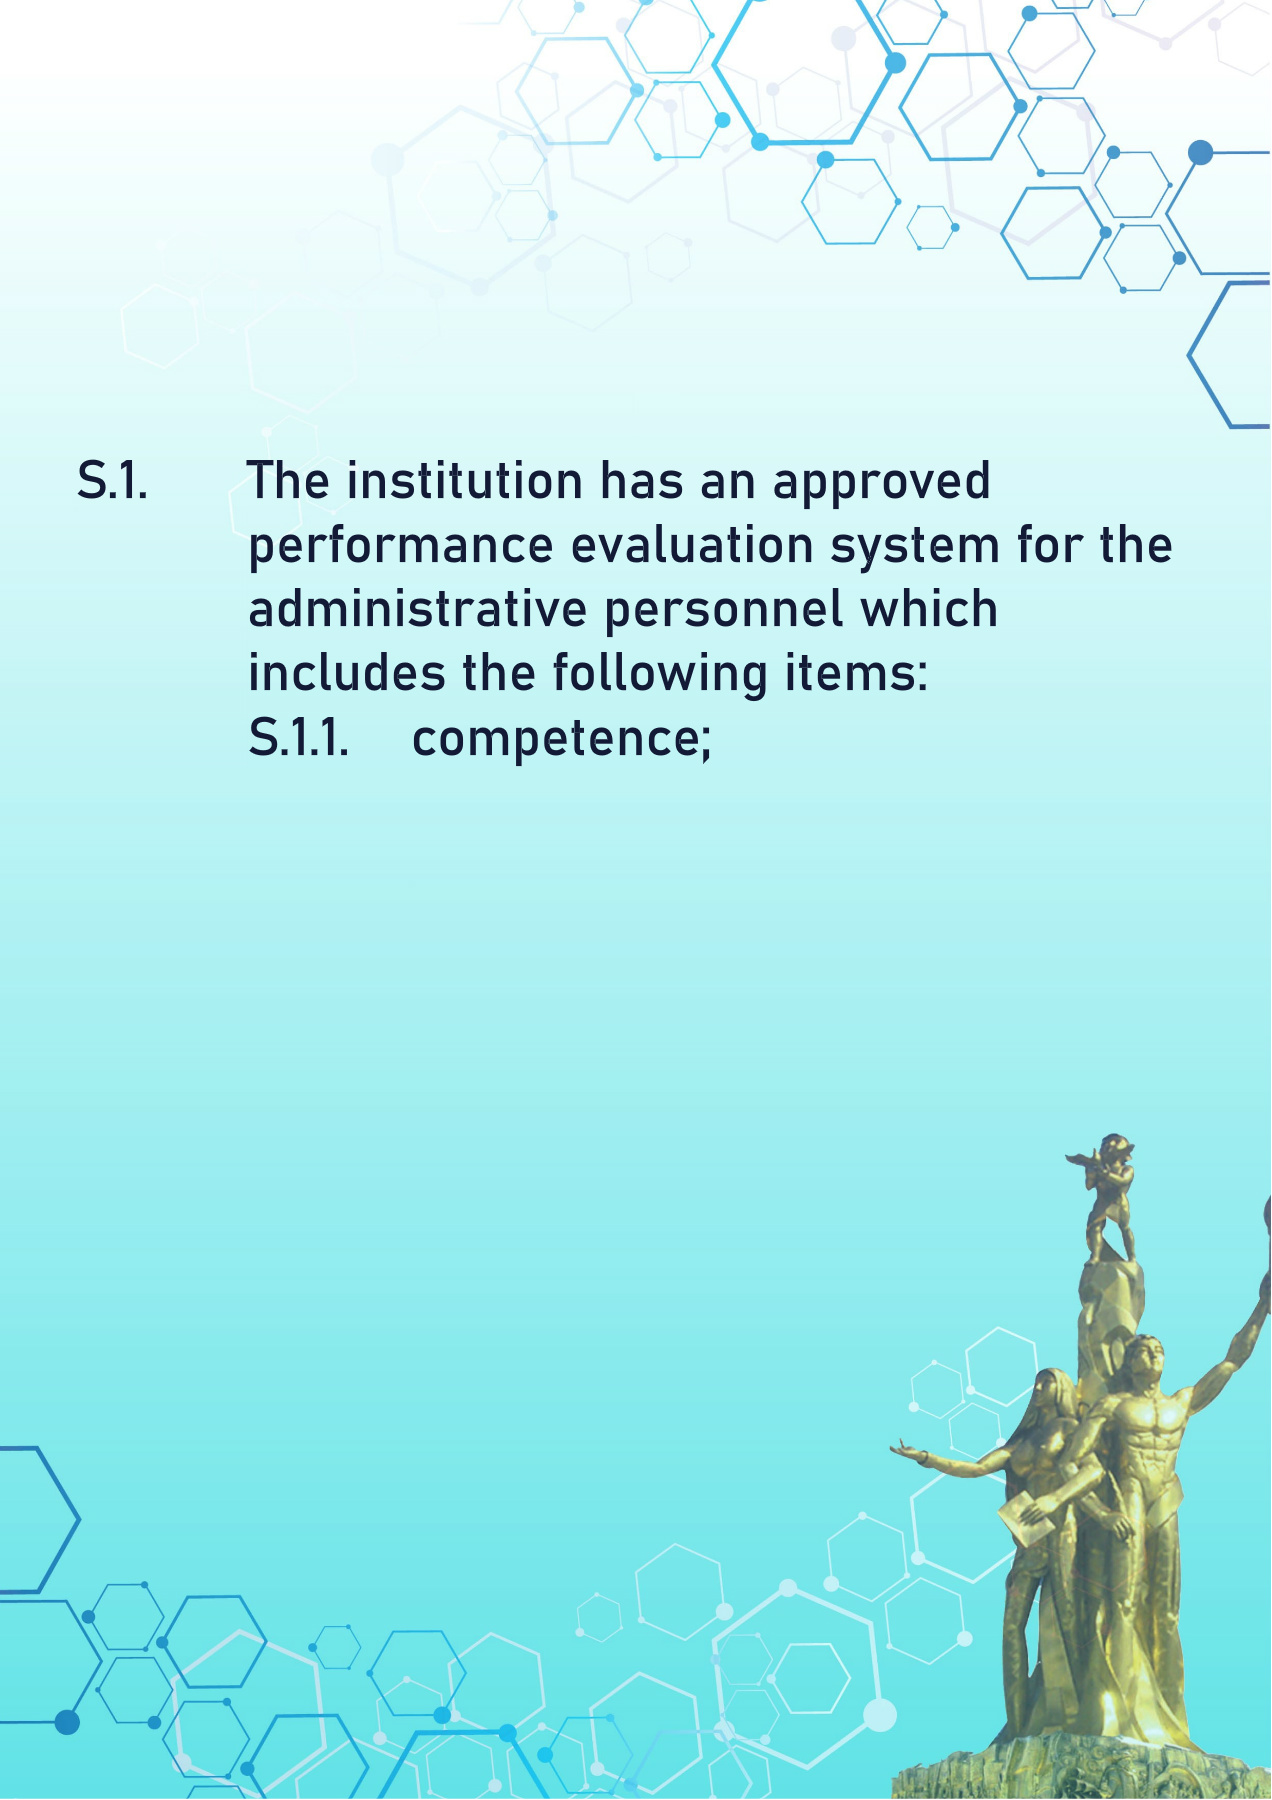 S.1. The institution has an approved
performance evaluation system for the
administrative personnel which
includes the following items:
S.1.1. competence;